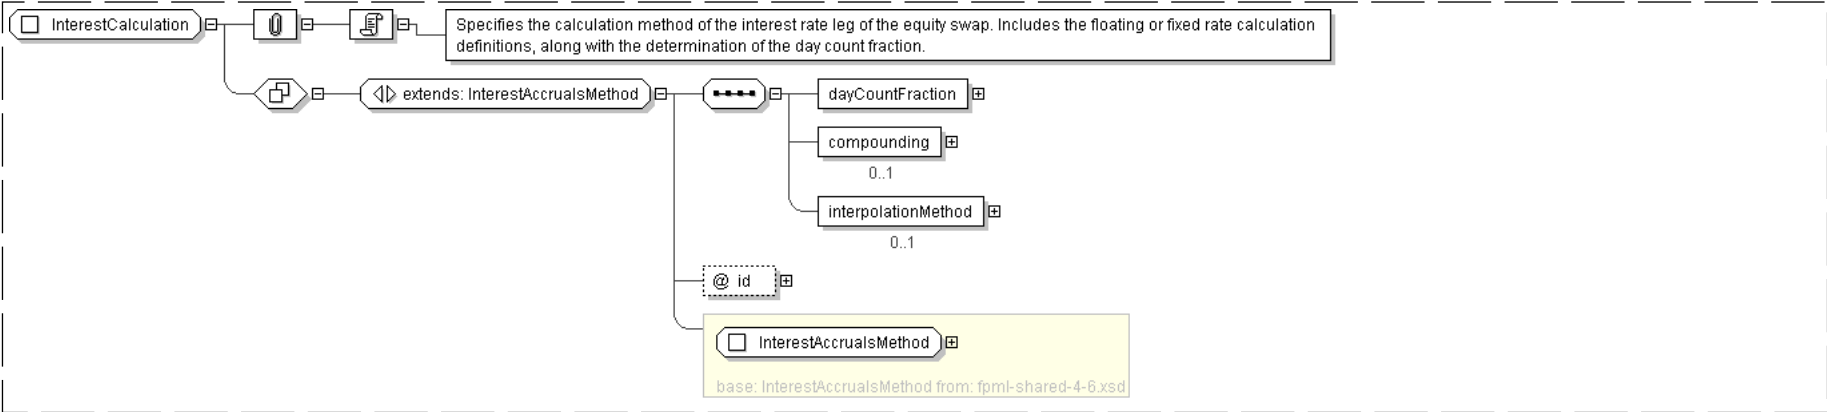 InterestCalculation
Specifies the calculation method of the interest rate leg of the equity swap. Includes the floating or fixed rate calculation
definitions, along with the determination of the day count fraction.
extends: InterestAccrualsMethod
dayCountFraction
compounding
0..1
interpolationMethod
0..1
@ id
InterestAccrualsMethod
base: InterestAccrualsMethod from: fpml-shared-4-6.xsd